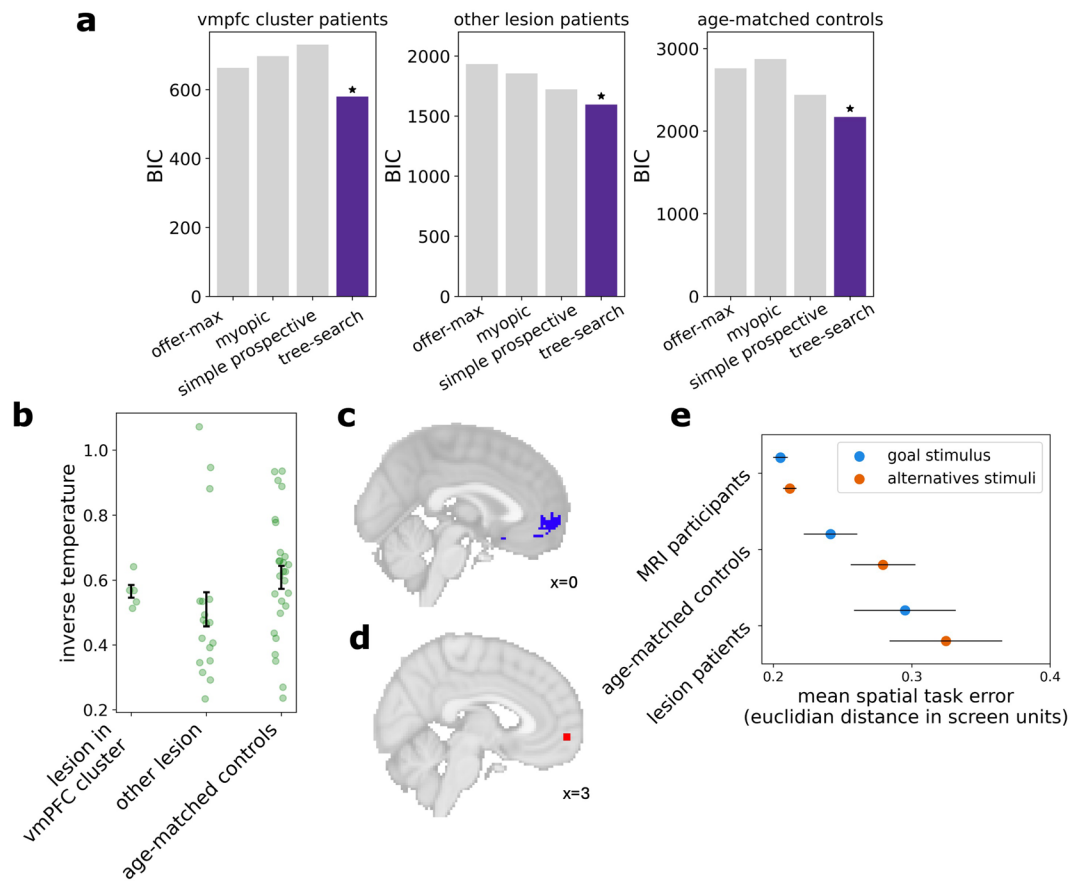 a
vmpfc cluster patients
other lesion patients
age-matched controls
BIC
600
400
200
0
offer-max
myopic
simple prospective
tree-search
BIC
2000
1500
1000
500
0
offer-max
myopic
simple prospective
tree-search
BIC
3000
2000
1000
0
offer-max
myopic
simple prospective
tree-search
b
inverse temperature
1.0
0.8
0.6
0.4
0.2
lesion in
vmPFC cluster
other lesion
age-matched controls
c
x=0
d
x=3
e
goal stimulus
alternatives stimuli
MRI participants
age-matched controls
lesion patients
0.2
0.3
0.4
mean spatial task error
(euclidian distance in screen units)